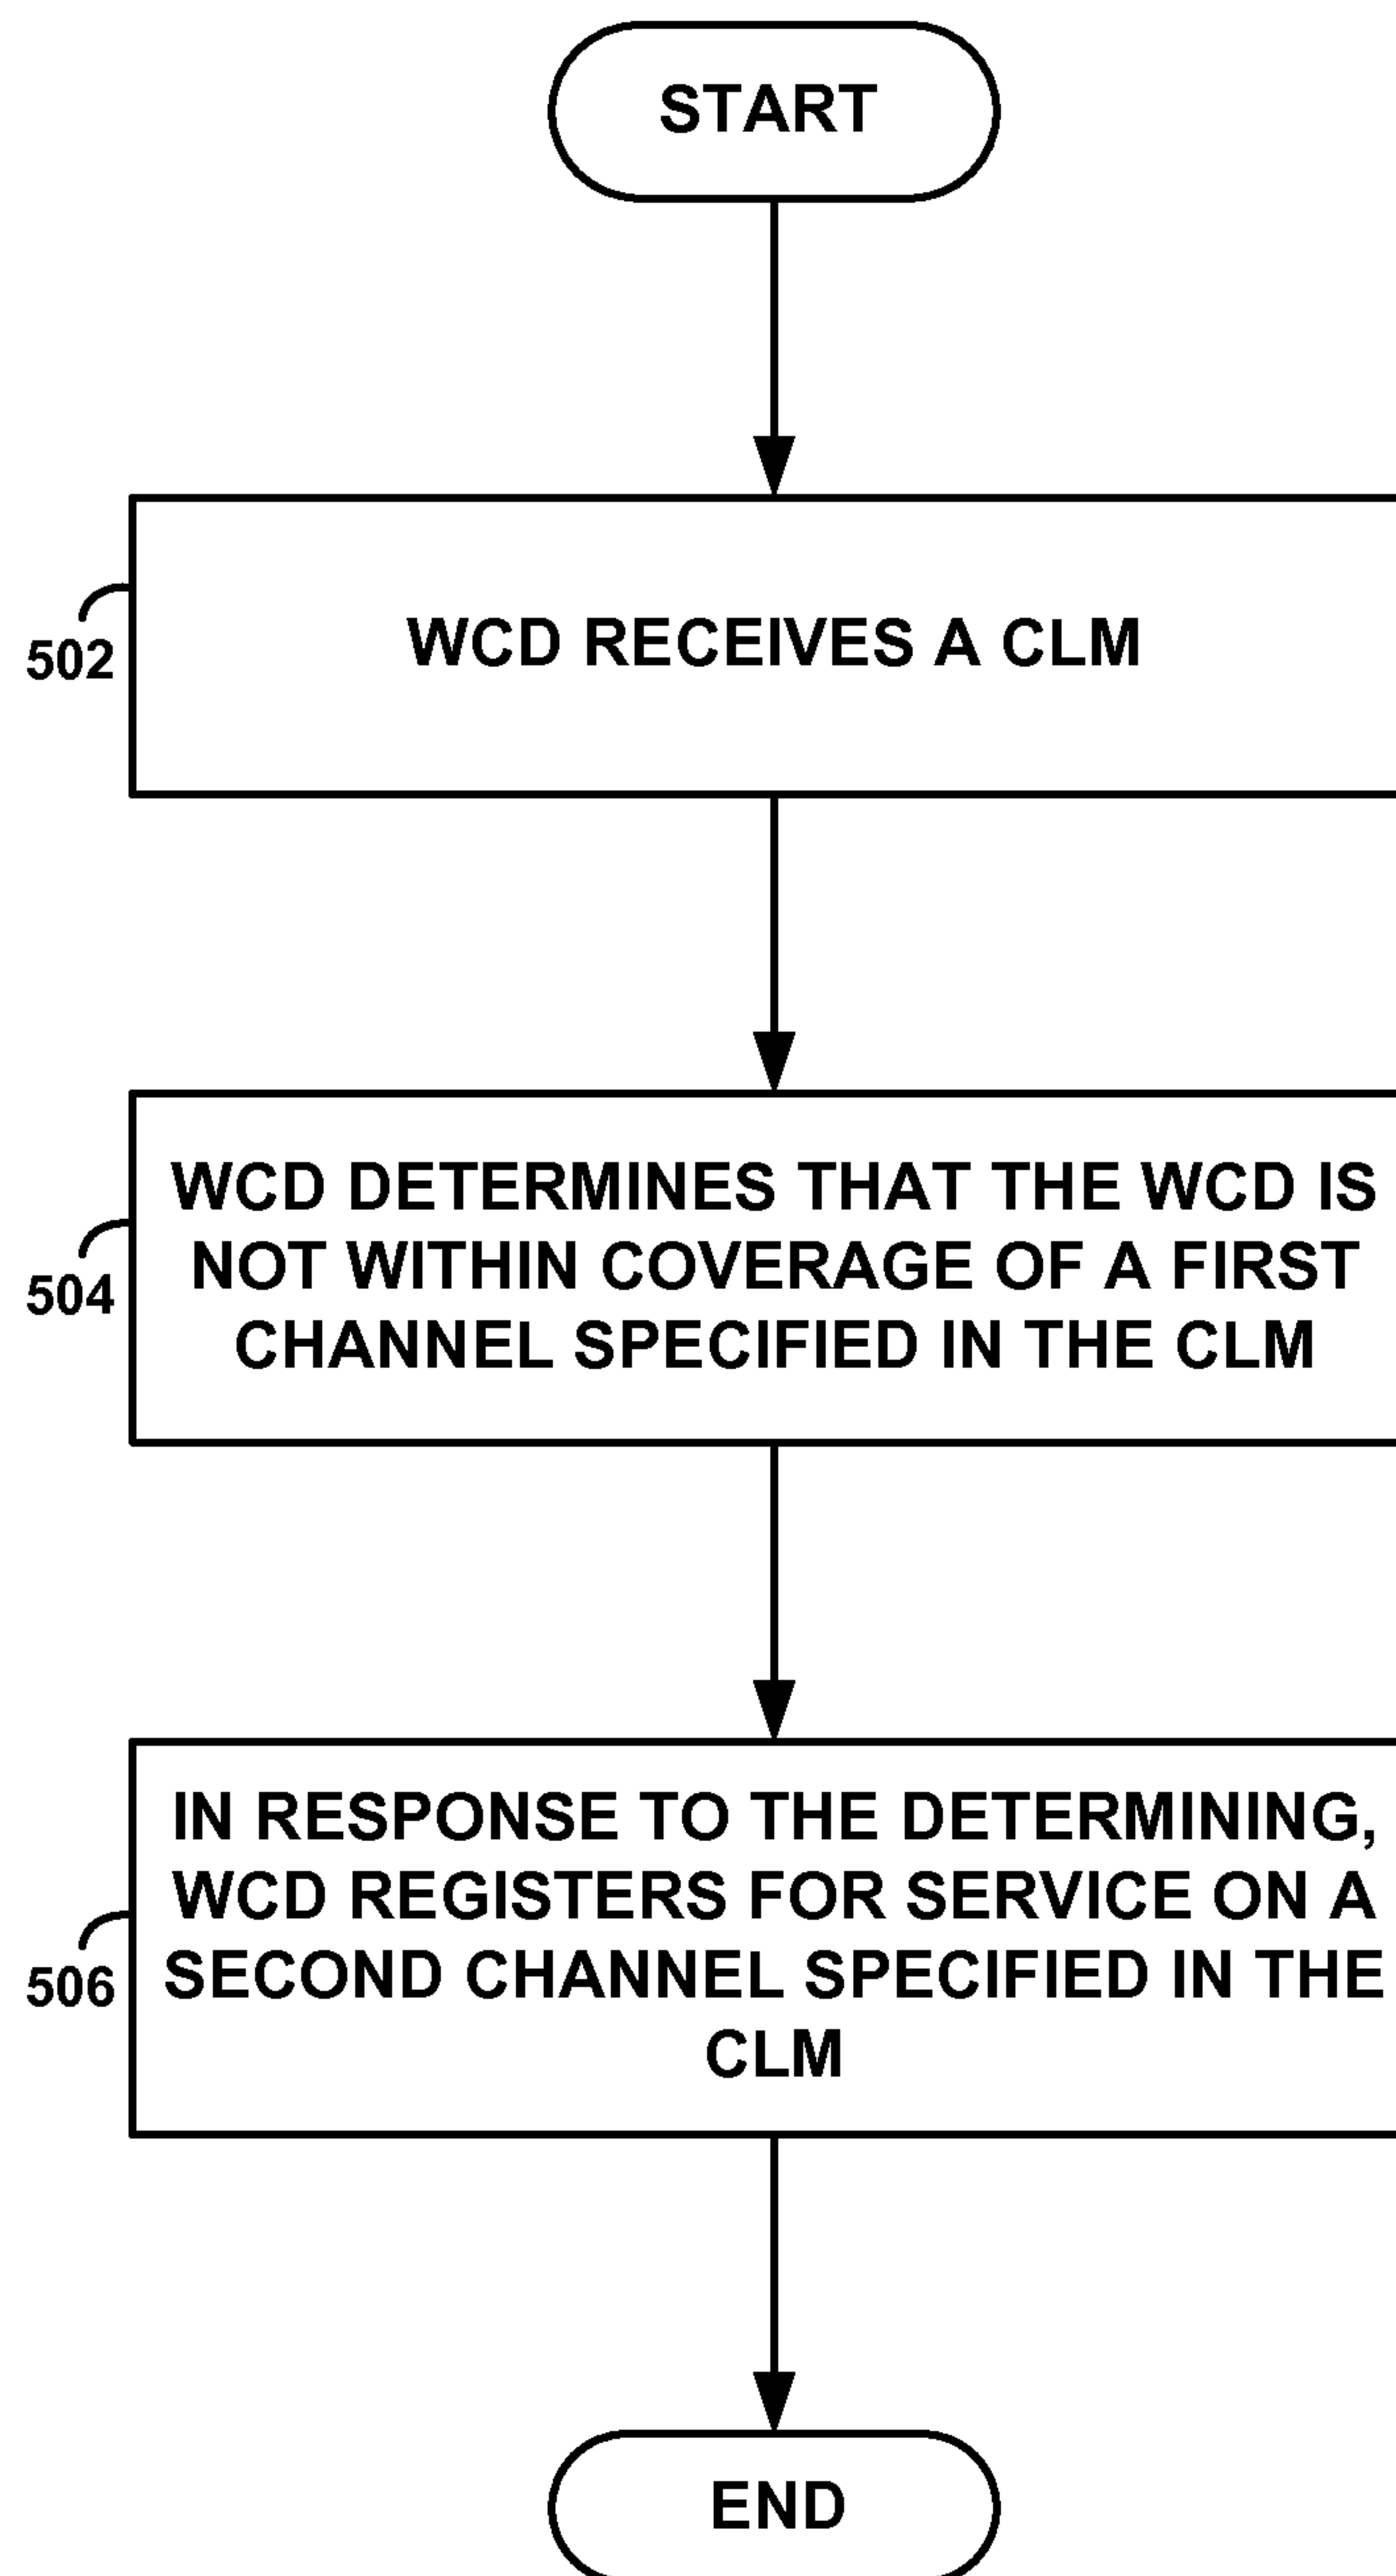 START
502
WCD RECEIVES A CLM
504
WCD DETERMINES THAT THE WCD IS
NOT WITHIN COVERAGE OF A FIRST
CHANNEL SPECIFIED IN THE CLM
506
IN RESPONSE TO THE DETERMINING,
WCD REGISTERS FOR SERVICE ON A
SECOND CHANNEL SPECIFIED IN THE
CLM
END